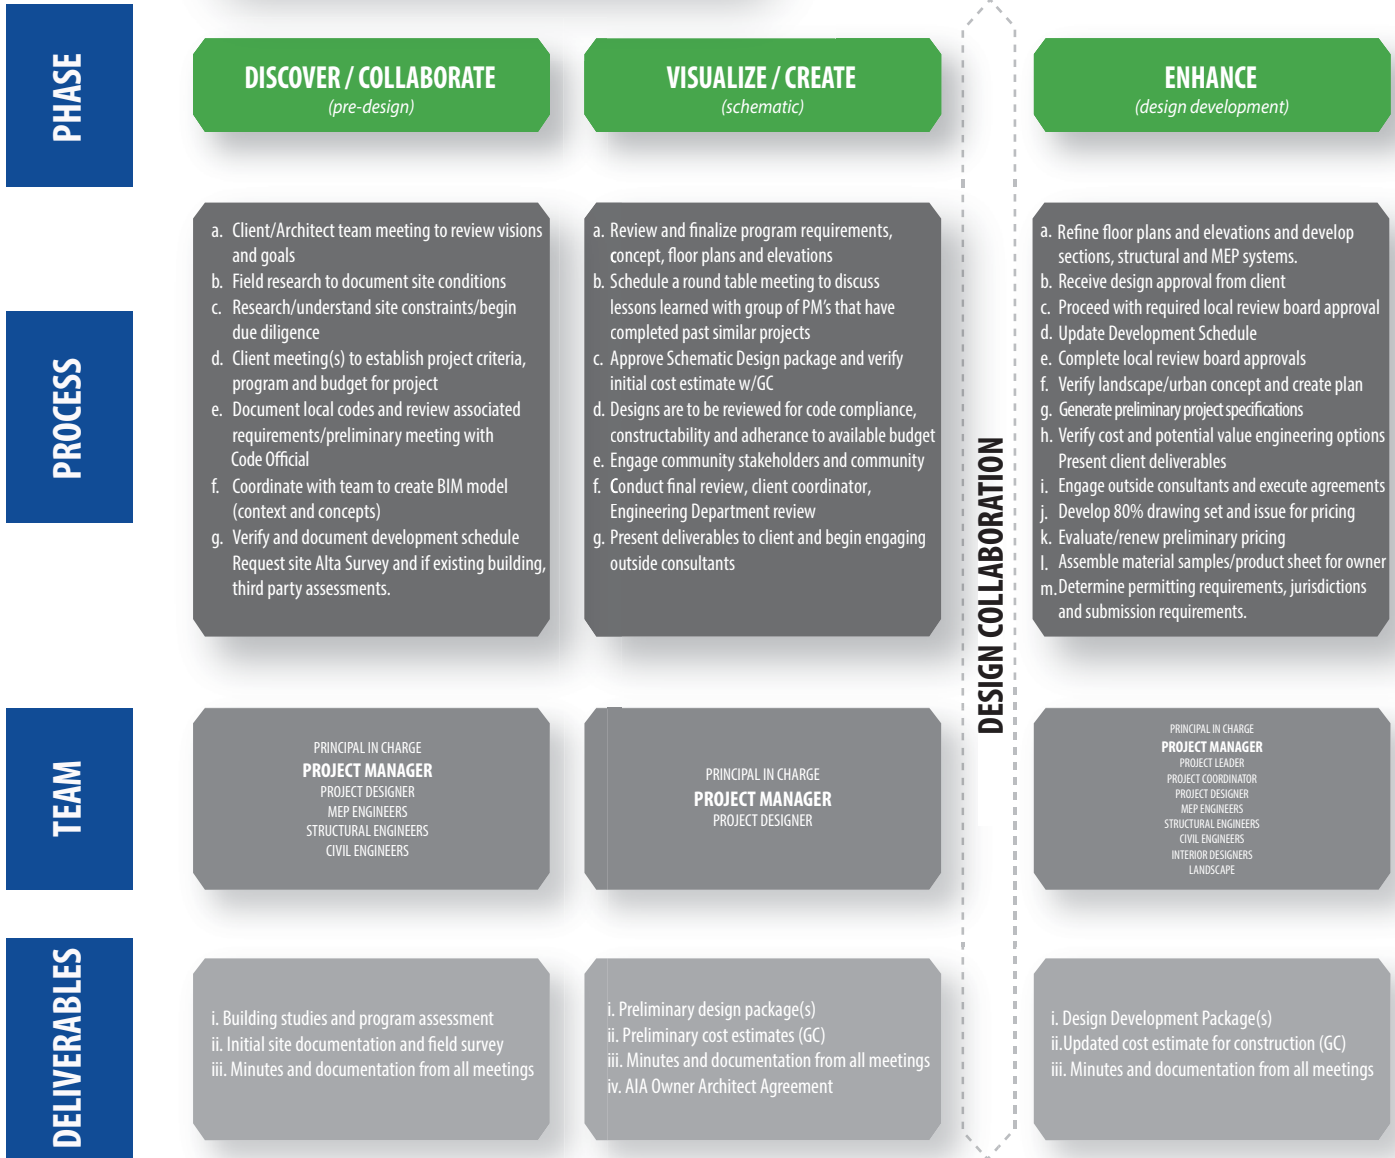 PHASE
DISCOVER / COLLABORATE
(pre-design)
VISUALIZE / CREATE
(schematic)
ENHANCE
(design development)
PROCESS
a. Client/Architect team meeting to review visions
and goals
b. Field research to document site conditions
c. Research/understand site constraints/begin
due diligence
d. Client meeting(s) to establish project criteria,
program and budget for project
e. Document local codes and review associated
requirements/preliminary meeting with
Code Official
f. Coordinate with team to create BIM model
(context and concepts)
g. Verify and document development schedule
Request site Alta Survey and if existing building,
third party assessments.
a. Review and finalize program requirements,
concept, floor plans and elevations
b. Schedule a round table meeting to discuss
lessons learned with group of PM's that have
completed past similar projects
c. Approve Schematic Design package and verify
initial cost estimate w/GC
d. Designs are to be reviewed for code compliance,
constructability and adherance to available budget
e. Engage community stakeholders and community
f. Conduct final review, client coordinator,
Engineering Department review
g. Present deliverables to client and begin engaging
outside consultants
DESIGN COLLABORATION
a. Refine floor plans and elevations and develop
sections, structural and MEP systems.
b. Receive design approval from client
c. Proceed with required local review board approval
d. Update Development Schedule
e. Complete local review board approvals
f. Verify landscape/urban concept and create plan
g. Generate preliminary project specifications
h. Verify cost and potential value engineering options
Present client deliverables
i. Engage outside consultants and execute agreements
j. Develop 80% drawing set and issue for pricing
k. Evaluate/renew preliminary pricing
l. Assemble material samples/product sheet for owner
m. Determine permitting requirements, jurisdictions
and submission requirements.
TEAM
PRINCIPAL IN CHARGE
PROJECT MANAGER
PROJECT DESIGNER
MEP ENGINEERS
STRUCTURAL ENGINEERS
CIVIL ENGINEERS
PRINCIPAL IN CHARGE
PROJECT MANAGER
PROJECT DESIGNER
PRINCIPAL IN CHARGE
PROJECT MANAGER
PROJECT LEADER
PROJECT COORDINATOR
PROJECT DESIGNER
MEP ENGINEERS
STRUCTURAL ENGINEERS
CIVIL ENGINEERS
INTERIOR DESIGNERS
LANDSCAPE
DELIVERABLES
i. Building studies and program assessment
ii. Initial site documentation and field survey
iii. Minutes and documentation from all meetings
i. Preliminary design package(s)
ii. Preliminary cost estimates (GC)
iii. Minutes and documentation from all meetings
iv. AIA Owner Architect Agreement
i. Design Development Package(s)
ii.Updated cost estimate for construction (GC)
iii. Minutes and documentation from all meetings